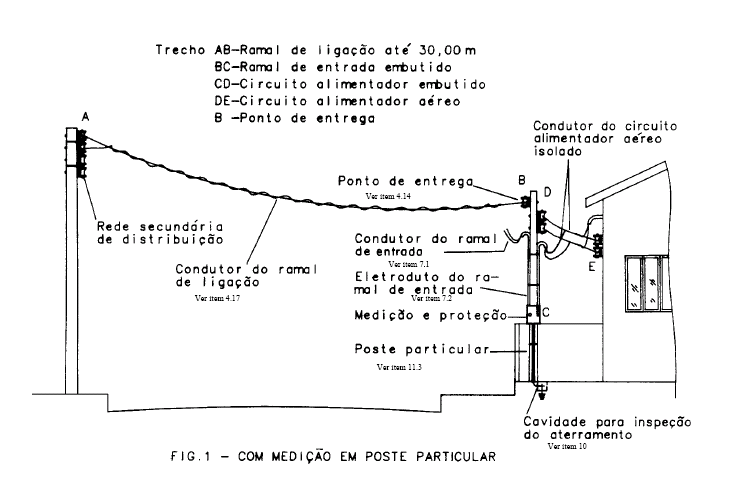 Trecho AB-Ramal de ligação até 30,00m
BC-Ramal de entrada embutido
CD-Circuito alimentador embutido
DE-Circuito alimentador aéreo
B -Ponto de entrega
A
Condutor do circuito
alimentador aéreo
isolado
Ponto de entrega
Ver item 4.14
B
D
Rede secundária
de distribuição
Condutor do ramal
de entrada
Ver item 7.1
E
Condutor do ramal
de ligação
Ver item 4.17
Eletroduto do ra-
mal de entrada
Ver item 7.2
Medição e proteção
C
Poste particular
Ver item 11.3
Cavidade para inspeção
do aterramento
Ver item 10
FIG.1 - COM MEDIÇÃO EM POSTE PARTICULAR